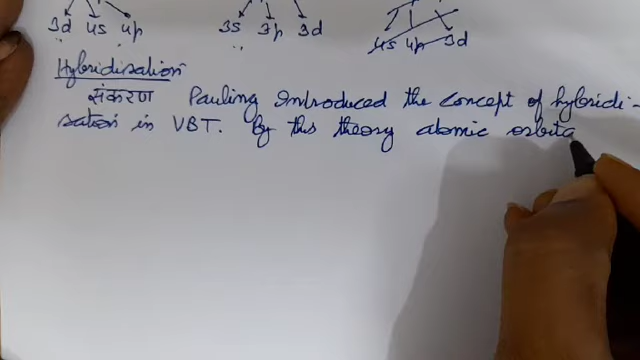 3d 4s 4p 3s 3p 3d 4s 4p 3d
Hybridisation
संकरण Pauling Introduced the concept of hybridi-
sation in VBT. By this theory atomic orbita